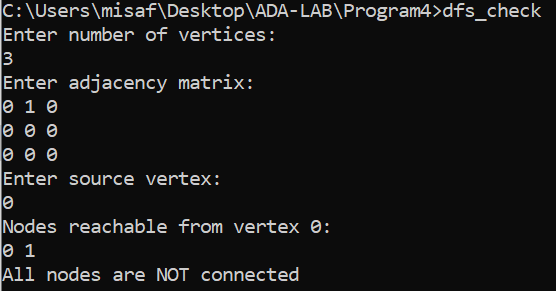 C:\Users\misaf\Desktop\ADA-LAB\Program4>dfs_check
Enter number of vertices:
3
Enter adjacency matrix:
0 1 0
0 0 0
0 0 0
Enter source vertex:
0
Nodes reachable from vertex 0:
0 1
All nodes are NOT connected